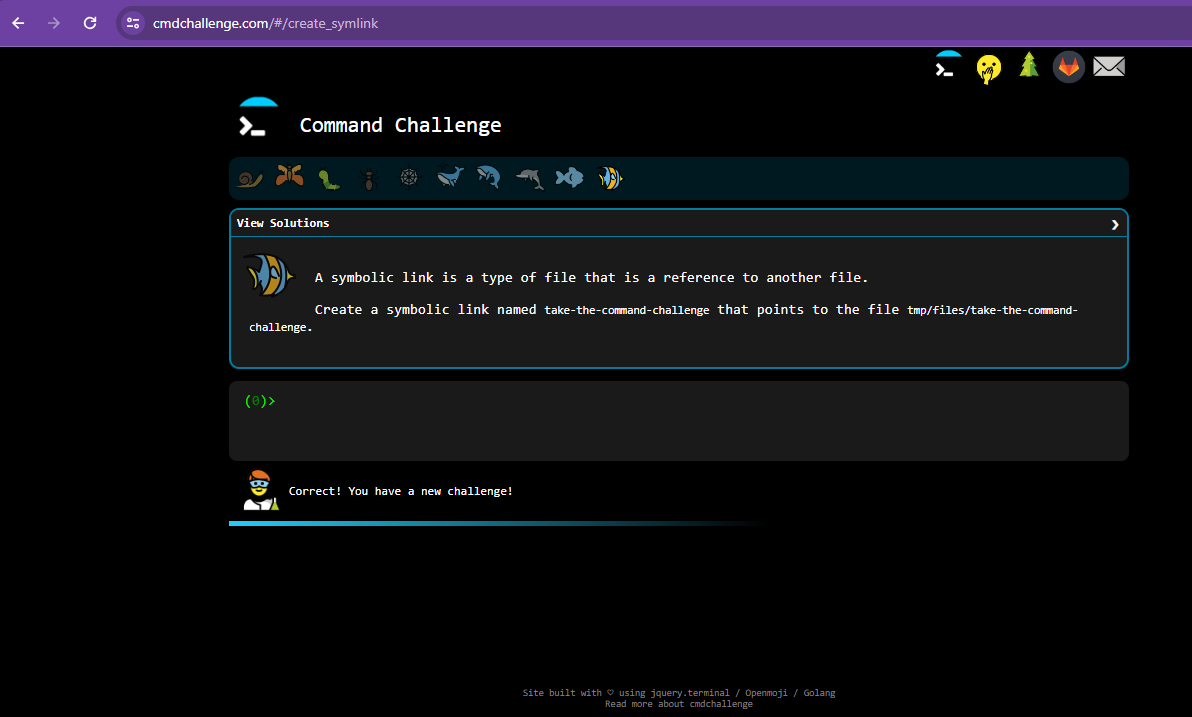 cmdchallenge.com/#/create_symlink
Command Challenge
View Solutions
A symbolic link is a type of file that is a reference to another file.
Create a symbolic link named take-the-command-challenge that points to the file tmp/files/take-the-command-
challenge.
(0)>
Correct! You have a new challenge!
Site built with ♡ using jquery.terminal / Openmoji / Golang
Read more about cmdchallenge